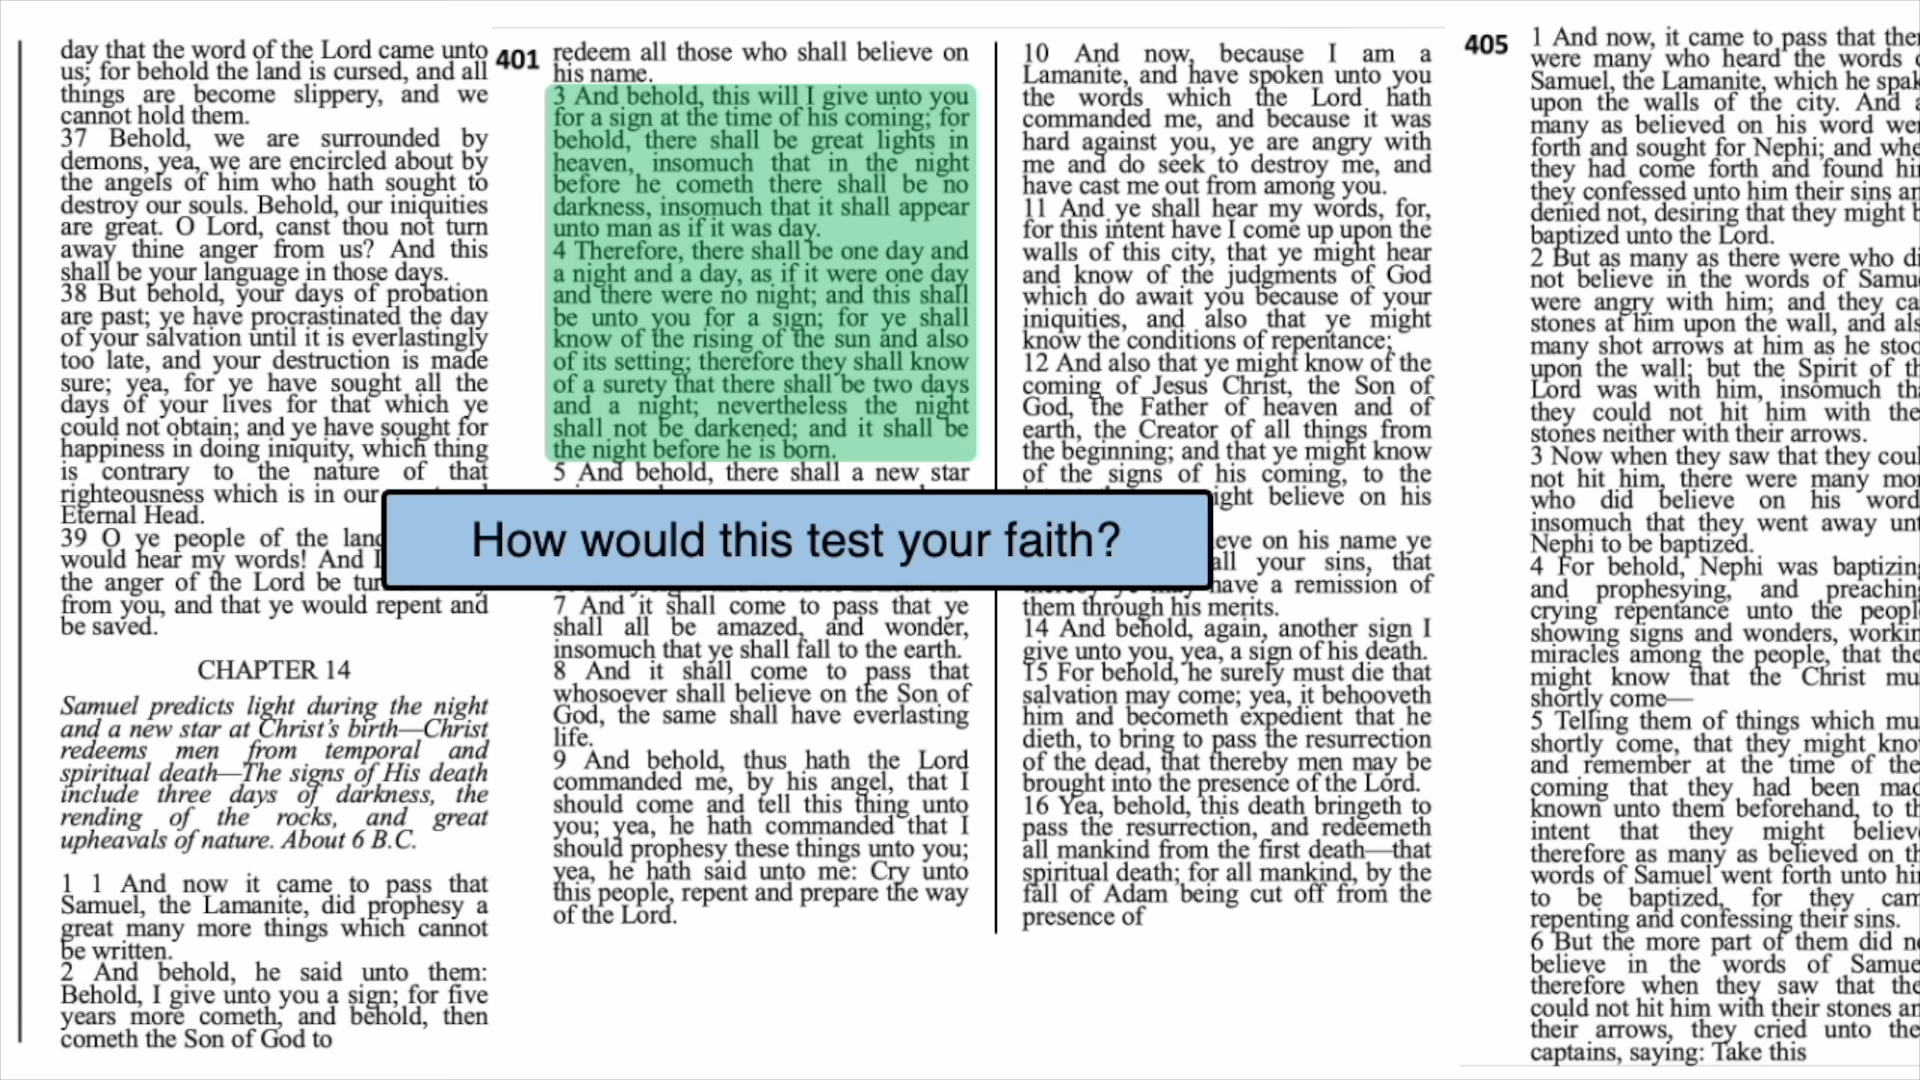 day that the word of the Lord came unto
us; for behold the land is cursed, and all
things are become slippery, and we
cannot hold them.
37 Behold, we are surrounded by
demons, yea, we are encircled about by
the angels of him who hath sought to
destroy our souls. Behold, our iniquities
are great. O Lord, canst thou not turn
away thine anger from us? And this
shall be your language in those days.
38 But behold, your days of probation
are past; ye have procrastinated the day
of your salvation until it is everlastingly
too late, and your destruction is made
sure; yea, for ye have sought all the
days of your lives for that which ye
could not obtain; and ye have sought for
happiness in doing iniquity, which thing
is contrary to the nature of that
righteousness which is in our
Eternal Head.
39 O ye people of the
would hear my words! And
the anger of the Lord be
from you, and that ye would repent and
be saved.
CHAPTER 14
Samuel predicts light during the night
and a new star at Christ's birth—Christ
redeems men from temporal and
spiritual death—The signs of His death
include three days of darkness, the
rending of the rocks, and great
upheavals of nature. About 6 B.C.
1 1 And now it came to pass that
Samuel, the Lamanite, did prophesy a
great many more things which cannot
be written.
2 And behold, he said unto them:
Behold, I give unto you a sign; for five
years more cometh, and behold, then
cometh the Son of God to
401
redeem all those who shall believe on
his name.
3 And behold, this will I give unto you
for a sign at the time of his coming; for
behold, there shall be great lights in
heaven, insomuch that in the night
before he cometh there shall be no
darkness, insomuch that it shall appear
unto man as if it was day.
4 Therefore, there shall be one day and
a night and a day, as if it were one day
and there were no night; and this shall
be unto you for a sign; for ye shall
know of the rising of the sun and also
of its setting; therefore they shall know
of a surety that there shall be two days
and a night; nevertheless the night
shall not be darkened; and it shall be
the night before he is born.
5 And behold, there shall a new star
How would this test your faith?
7 And it shall come to pass that ye
shall all be amazed, and wonder,
insomuch that ye shall fall to the earth.
8 And it shall come to pass that
whosoever shall believe on the Son of
God, the same shall have everlasting
life.
9 And behold, thus hath the Lord
commanded me, by his angel, that I
should come and tell this thing unto
you; yea, he hath commanded that I
should prophesy these things unto you;
yea, he hath said unto me: Cry unto
this people, repent and prepare the way
of the Lord.
10 And now, because I am a
Lamanite, and have spoken unto you
the words which the Lord hath
commanded me, and because it was
hard against you, ye are angry with
me and do seek to destroy me, and
have cast me out from among you.
11 And ye shall hear my words, for,
for this intent have I come up upon the
walls of this city, that ye might hear
and know of the judgments of God
which do await you because of your
iniquities, and also that ye might
know the conditions of repentance;
12 And also that ye might know of the
coming of Jesus Christ, the Son of
God, the Father of heaven and of
earth, the Creator of all things from
the beginning; and that ye might know
of the signs of his coming, to the
believe on his
on his name ye
all your sins, that
have a remission of
them through his merits.
14 And behold, again, another sign I
give unto you, yea, a sign of his death.
15 For behold, he surely must die that
salvation may come; yea, it behooveth
him and becometh expedient that he
dieth, to bring to pass the resurrection
of the dead, that thereby men may be
brought into the presence of the Lord.
16 Yea, behold, this death bringeth to
pass the resurrection, and redeemeth
all mankind from the first death—that
spiritual death; for all mankind, by the
fall of Adam being cut off from the
presence of
405
1 And now, it came to pass that
were many who heard the words
Samuel, the Lamanite, which he
upon the walls of the city. And
many as believed on his word
forth and sought for Nephi; and
they had come forth and found
they confessed unto him their sins
denied not, desiring that they might
baptized unto the Lord.
2 But as many as there were who
not believe in the words of
were angry with him; and they
stones at him upon the wall, and
many shot arrows at him as he
upon the wall; but the Spirit of
Lord was with him, insomuch
they could not hit him with
stones neither with their arrows.
3 Now when they saw that they
not hit him, there were many
who did believe on his
insomuch that they went away
Nephi to be baptized.
4 For behold, Nephi was
and prophesying, and
crying repentance unto the
showing signs and wonders,
miracles among the people, that
might know that the Christ
shortly come—
5 Telling them of things which
shortly come, that they might
and remember at the time of
coming that they had been
known unto them beforehand, to
intent that they might
therefore as many as believed on
words of Samuel went forth unto
to be baptized, for they
repenting and confessing their sins.
6 But the more part of them did
believe in the words of
therefore when they saw that
could not hit him with their stones
their arrows, they cried unto
captains, saying: Take this